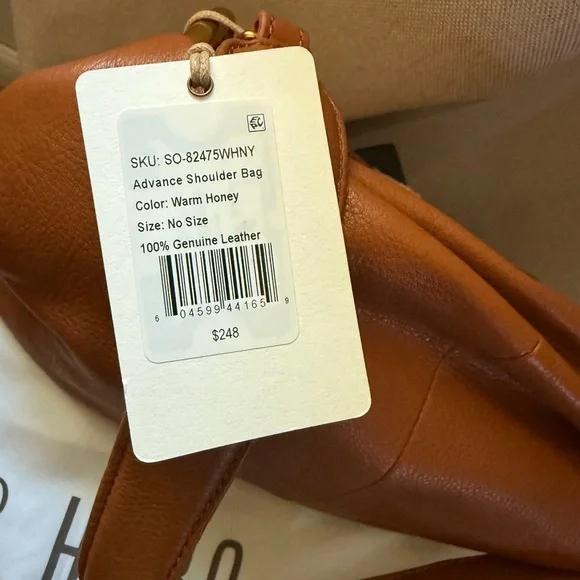 SKU: SO-82475WHNY
Advance Shoulder Bag
Color: Warm Honey
Size: No Size
100% Genuine Leather
6 04599 44165 9
$248